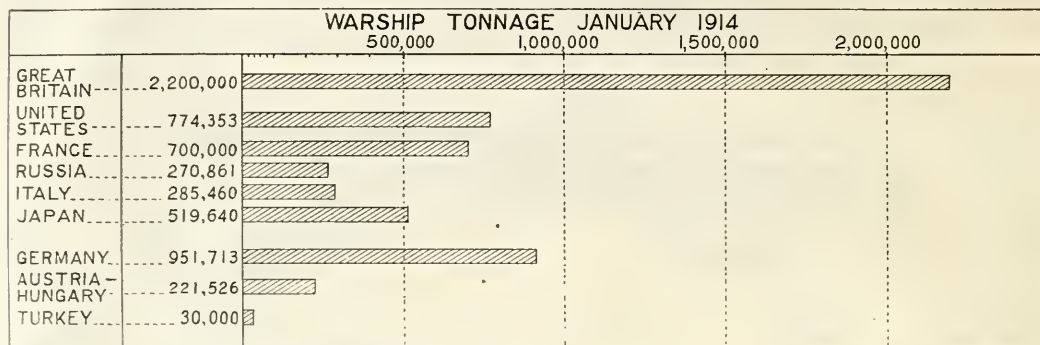 WARSHIP TONNAGE JANUARY 1914
500,000 1,000,000 1,500,000 2,000,000
GREAT
BRITAIN 2,200,000
UNITED
STATES 774,353
FRANCE 700,000
RUSSIA 270,861
ITALY 285,460
JAPAN 519,640
GERMANY 951,713
AUSTRIA-
HUNGARY 221,526
TURKEY 30,000